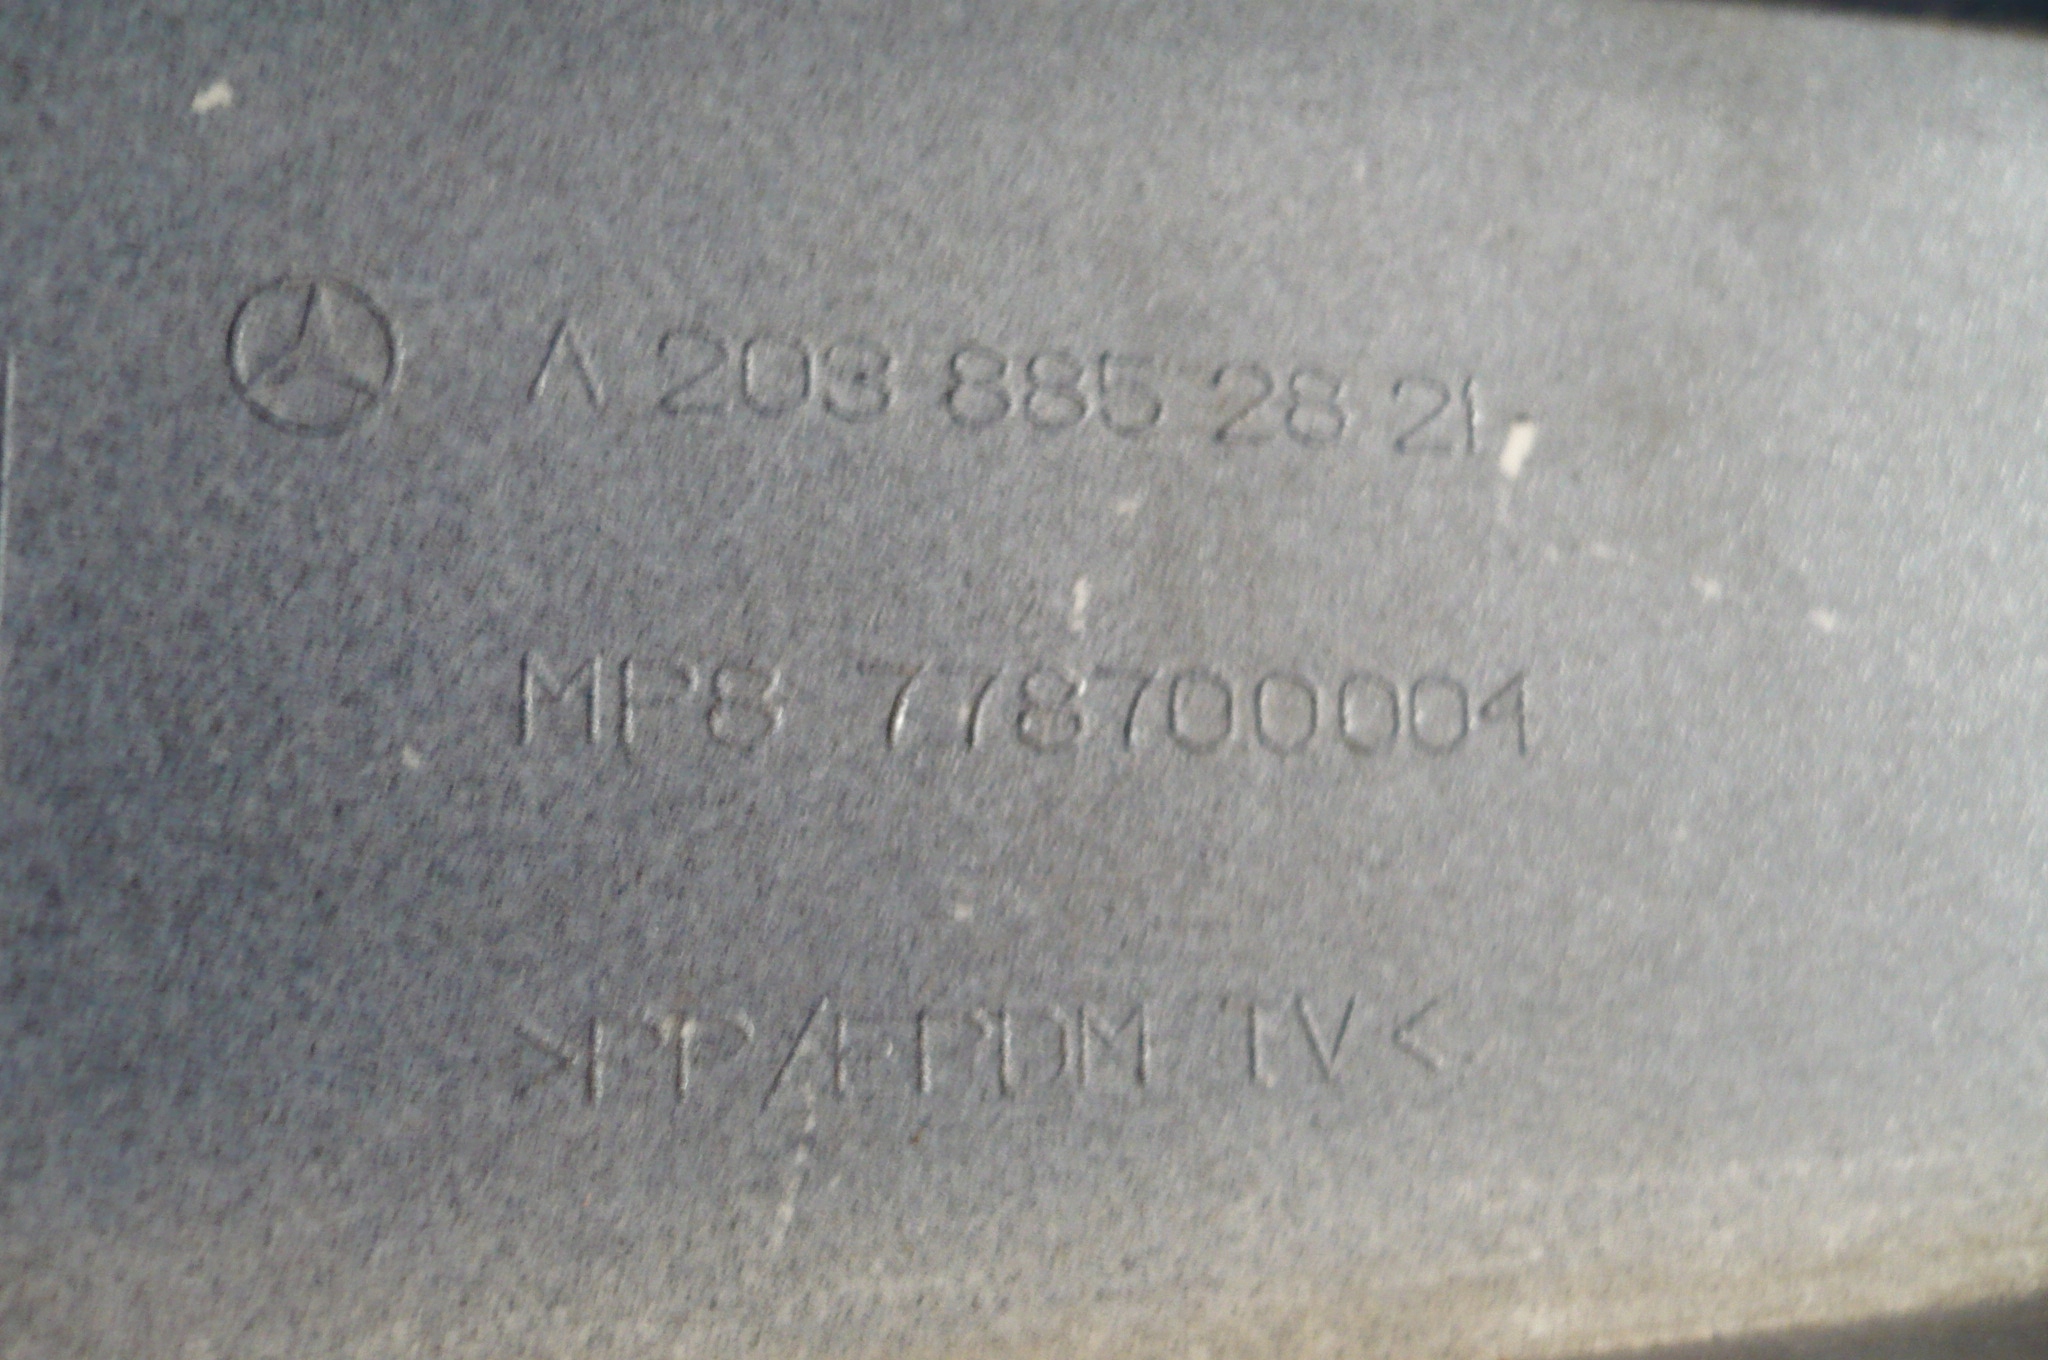 A 203 885 28 21
MP8 778700004
>PP/EPDM TV<